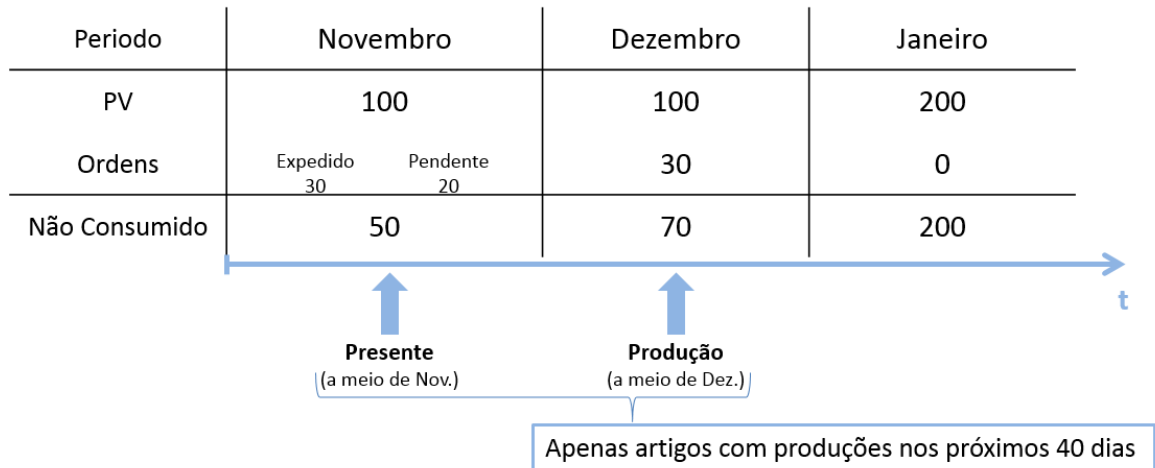 Periodo Novembro Dezembro Janeiro
PV 100 100 200
Ordens Expedido 30 Pendente 20 30 0
Não Consumido 50 70 200
t
Presente
(a meio de Nov.)
Produção
(a meio de Dez.)
Apenas artigos com produções nos próximos 40 dias